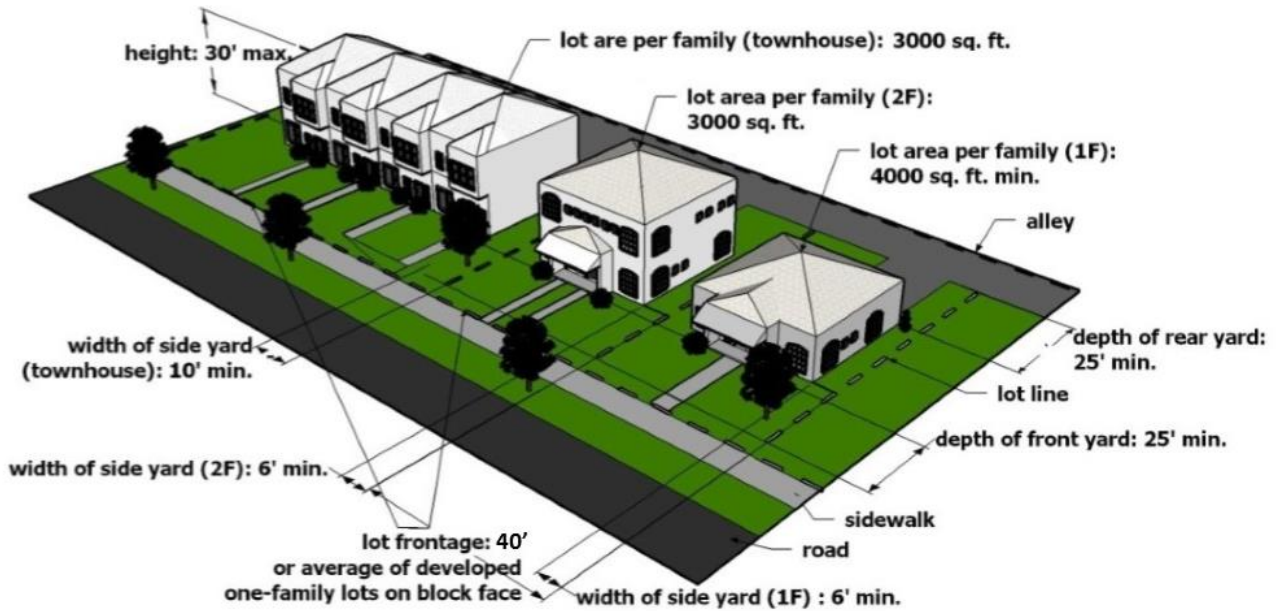 height: 30' max.
lot are per family (townhouse): 3000 sq. ft.
lot area per family (2F):
3000 sq. ft.
lot area per family (1F):
4000 sq. ft. min.
alley
depth of rear yard:
25' min.
lot line
depth of front yard: 25' min.
sidewalk
road
width of side yard
(townhouse): 10' min.
width of side yard (2F): 6' min.
lot frontage: 40’
or average of developed
one-family lots on block face
width of side yard (1F) : 6' min.